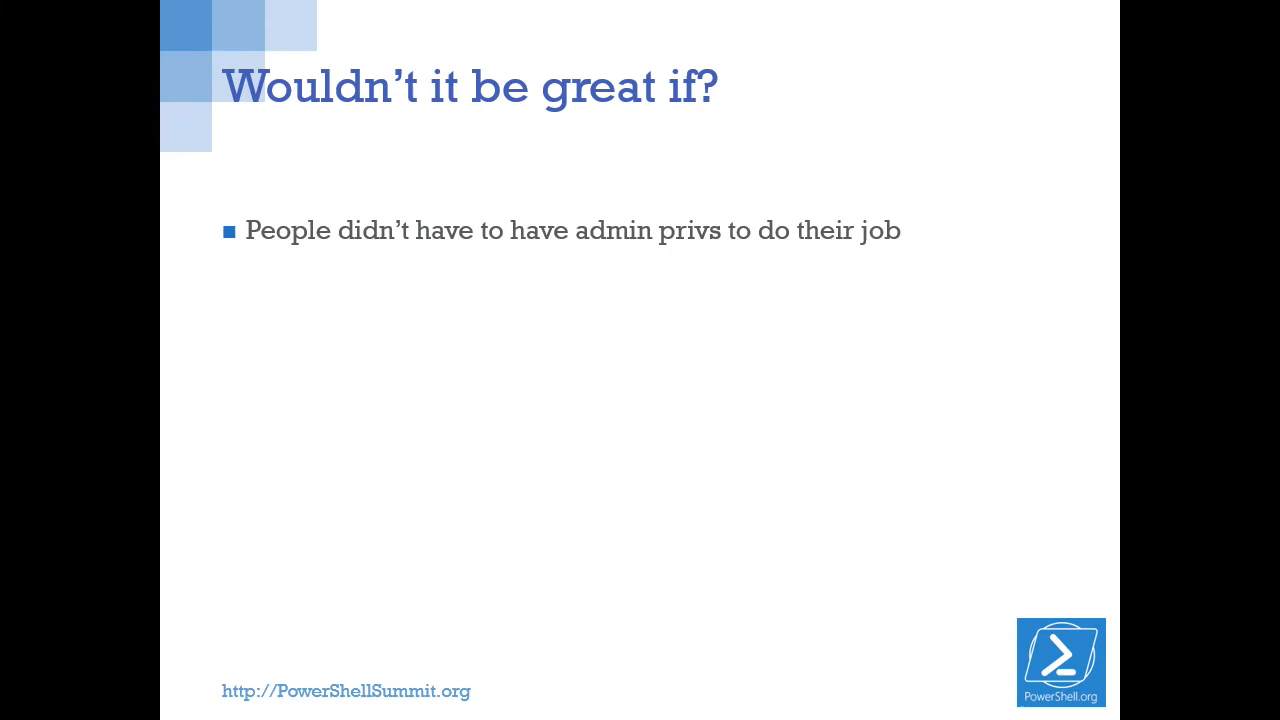 Wouldn’t it be great if?
People didn’t have to have admin privs to do their job
http://PowerShellSummit.org
PowerShell.org